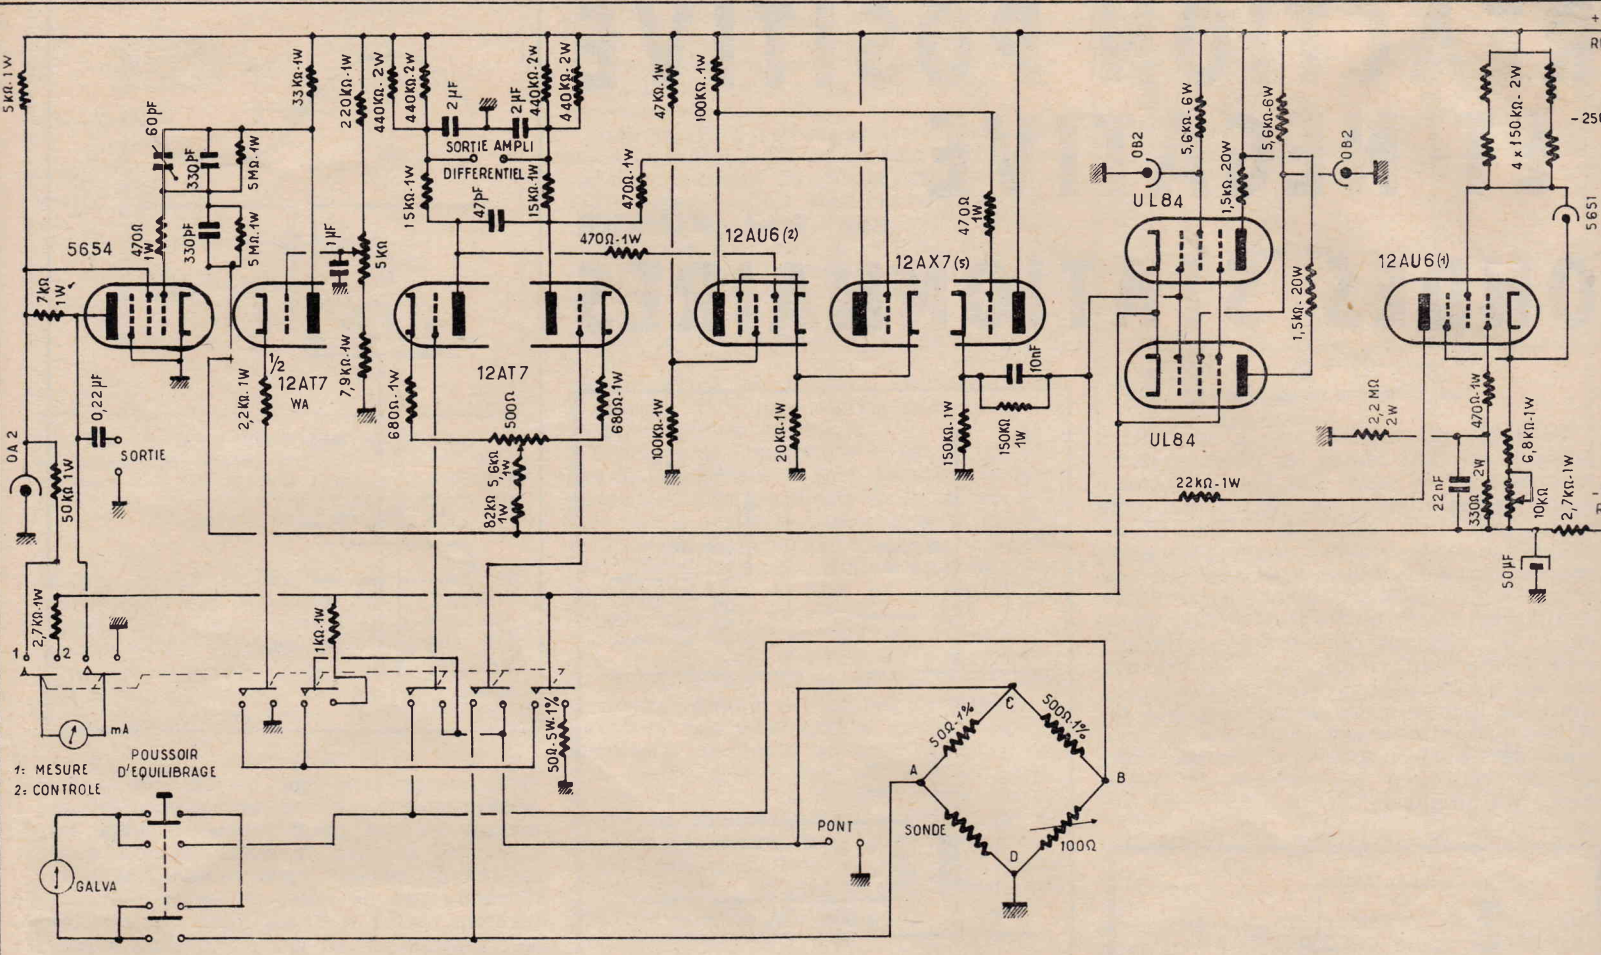 5kΩ.1W
60pF
330pF
5MΩ.1W
33KΩ-1W
220KΩ-1W
440KΩ-2W
440KΩ-2W
2µF
2µF
440KΩ-2W
440KΩ-2W
SORTIE AMPLI
DIFFERENTIEL
47KΩ-1W
100KΩ-1W
5,6KΩ-6W
5,6KΩ-6W
0B2
0B2
4 x 150KΩ-2W
+
R
-250
5654
470Ω
1W
330pF
5MΩ.1W
1µF
5KΩ
15KΩ-1W
47pF
15KΩ-1W
470Ω-1W
470Ω-1W
12AU6(2)
12AX7(5)
470Ω
1W
UL84
1,5KΩ-20W
1,5KΩ-20W
12AU6(1)
5651
7KΩ
1W
1/2
12AT7
WA
2,2KΩ-1W
7,9KΩ-1W
680Ω-1W
12AT7
500Ω
680Ω-1W
5,6KΩ
1W
82KΩ
1W
100KΩ-1W
20KΩ-1W
150KΩ-1W
10nF
150KΩ
1W
UL84
22KΩ-1W
2,2 MΩ
2W
470Ω-1W
6,8KΩ-1W
22nF
330Ω
2W
10KΩ
2,7KΩ-1W
R
50µF
0A2
0,22µF
SORTIE
50KΩ 1W
2,7KΩ-1W
1
2
1KΩ-1W
mA
50Ω-5W-1%
1: MESURE
2: CONTROLE
POUSSOIR
D'EQUILIBRAGE
GALVA
PONT
SONDE
50Ω-1%
500Ω-1%
100Ω
A
B
C
D